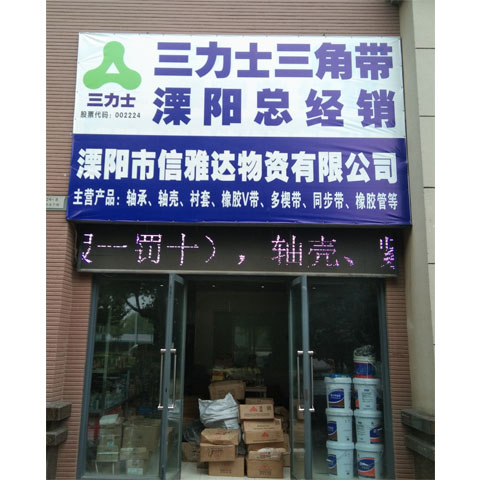 三力士三角带
溧阳总经销
三力士
股票代码：002224
溧阳市信雅达物资有限公司
主营产品：轴承、轴壳、衬套、橡胶V带、多楔带、同步带、橡胶管等
一罚十），轴壳、